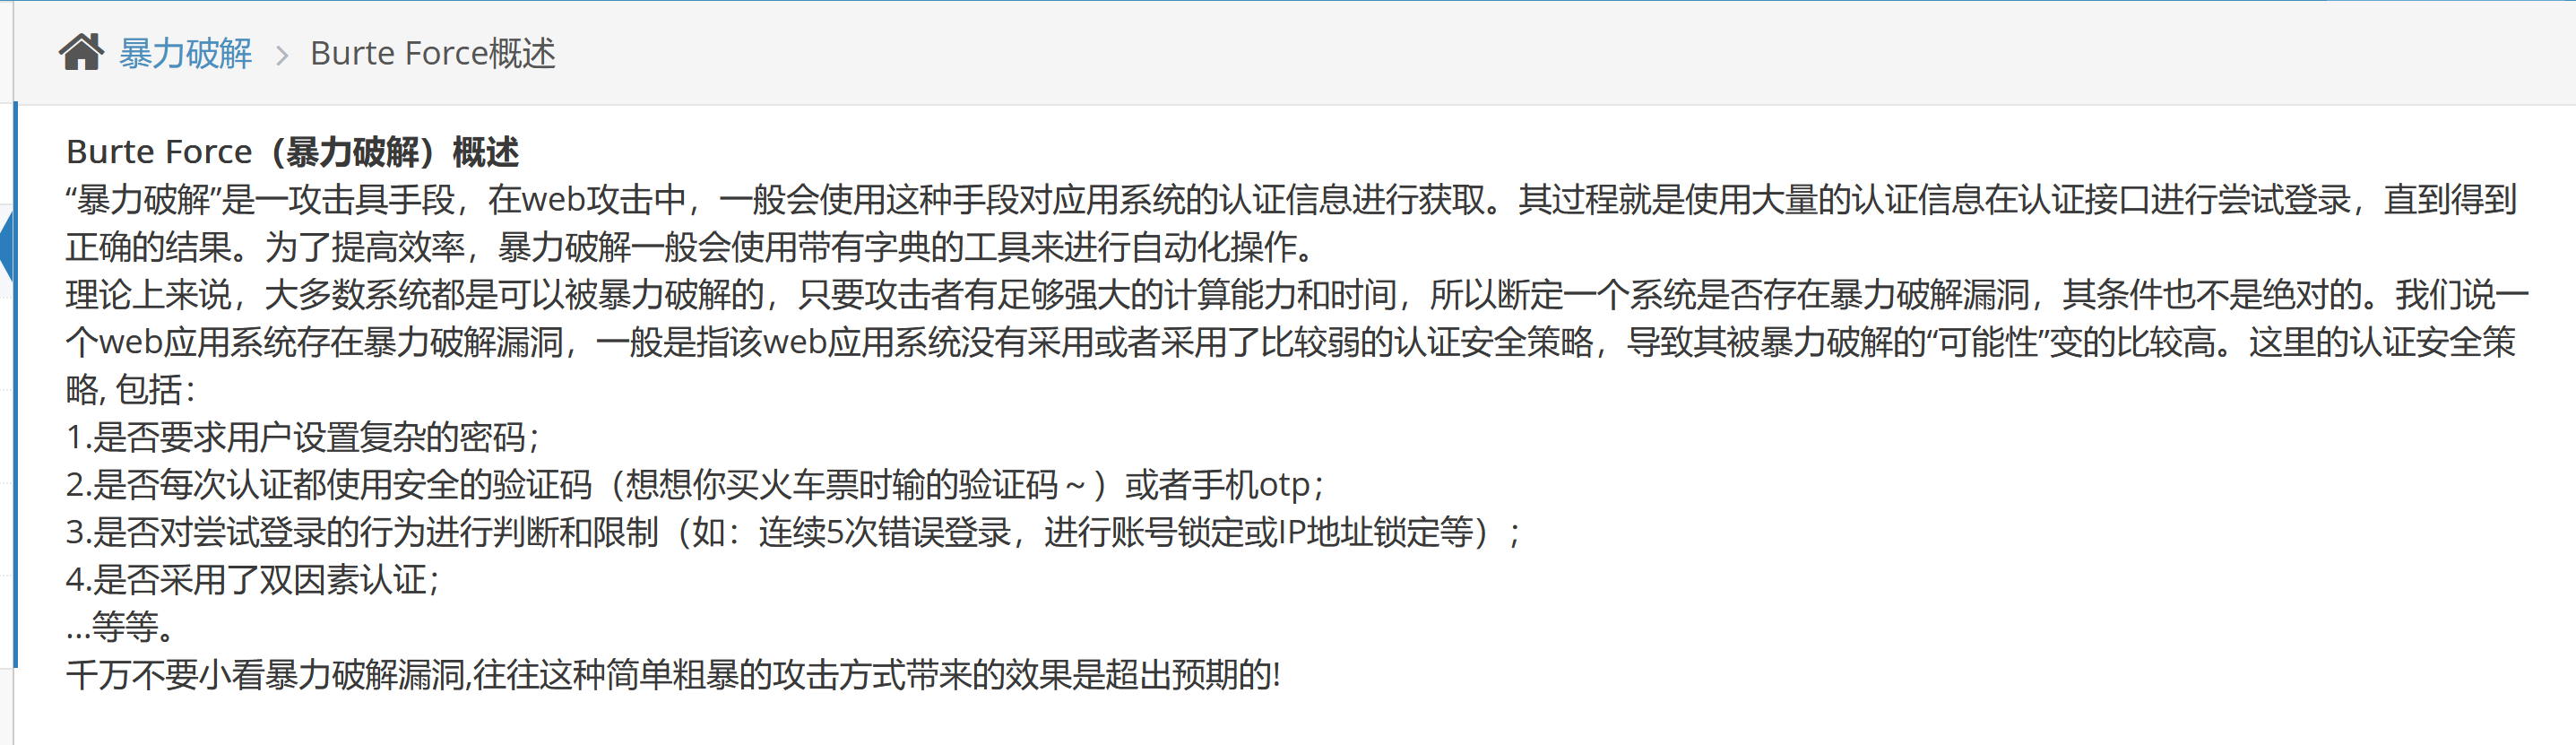 暴力破解 > Burte Force概述
Burte Force（暴力破解）概述
“暴力破解”是一攻击具手段，在web攻击中，一般会使用这种手段对应用系统的认证信息进行获取。其过程就是使用大量的认证信息在认证接口进行尝试登录，直到得到
正确的结果。为了提高效率，暴力破解一般会使用带有字典的工具来进行自动化操作。
理论上来说，大多数系统都是可以被暴力破解的，只要攻击者有足够强大的计算能力和时间，所以断定一个系统是否存在暴力破解漏洞，其条件也不是绝对的。我们说一
个web应用系统存在暴力破解漏洞，一般是指该web应用系统没有采用或者采用了比较弱的认证安全策略，导致其被暴力破解的“可能性”变的比较高。这里的认证安全策
略, 包括：
1.是否要求用户设置复杂的密码；
2.是否每次认证都使用安全的验证码（想想你买火车票时输的验证码～）或者手机otp；
3.是否对尝试登录的行为进行判断和限制（如：连续5次错误登录，进行账号锁定或IP地址锁定等）；
4.是否采用了双因素认证；
...等等。
千万不要小看暴力破解漏洞,往往这种简单粗暴的攻击方式带来的效果是超出预期的!